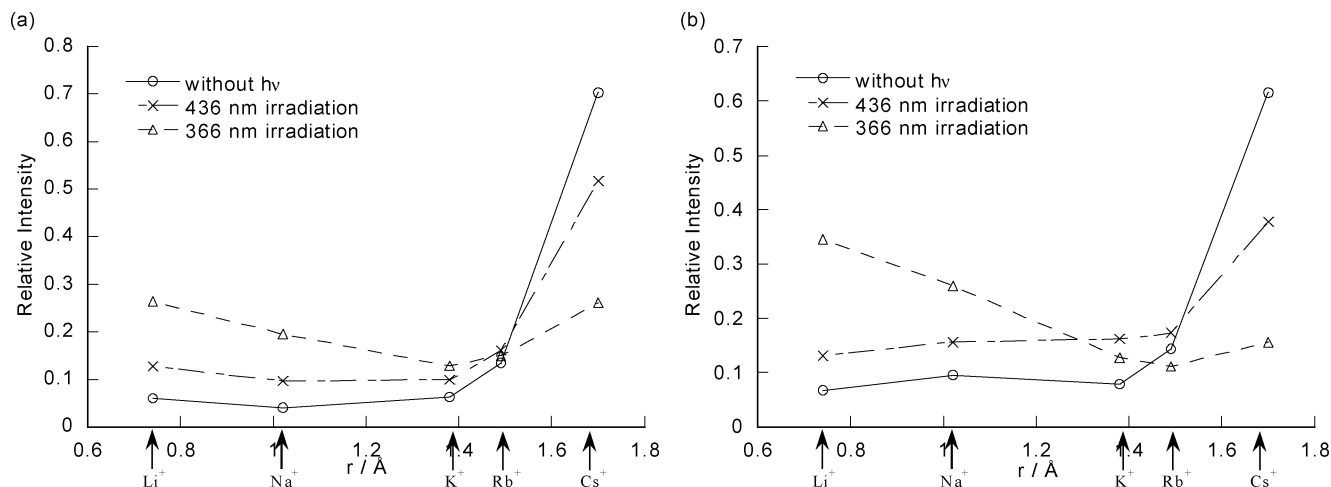 (a)
0.8
0.7
0.6
0.5
0.4
0.3
0.2
0.1
0
Relative Intensity
without hν
436 nm irradiation
366 nm irradiation
0.6 0.8 1.2 1.4 1.6 1.8
r / Å
Li+ Na+ K+ Rb+ Cs+
(b)
0.7
0.6
0.5
0.4
0.3
0.2
0.1
0
Relative Intensity
without hν
436 nm irradiation
366 nm irradiation
0.6 0.8 1.2 1.4 1.6 1.8
r / Å
Li+ Na+ K+ Rb+ Cs+